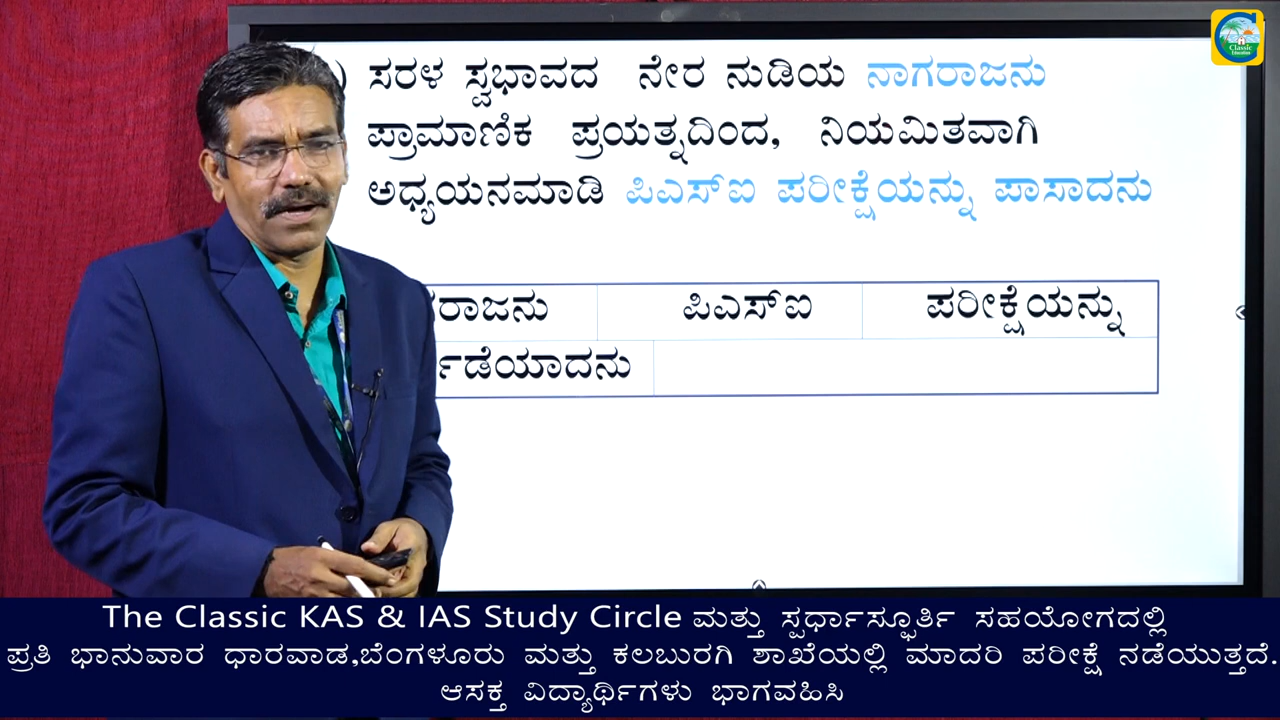 ) ಸರಳ ಸ್ವಭಾವದ ನೇರ ನುಡಿಯ ನಾಗರಾಜನು
ಪ್ರಾಮಾಣಿಕ ಪ್ರಯತ್ನದಿಂದ, ನಿಯಮಿತವಾಗಿ
ಅಧ್ಯಯನಮಾಡಿ ಪಿಎಸ್ಐ ಪರೀಕ್ಷೆಯನ್ನು ಪಾಸಾದನು
ರಾಜನು ಪಿಎಸ್ಐ ಪರೀಕ್ಷೆಯನ್ನು
ಡೆಯಾದನು
The Classic KAS & IAS Study Circle ಮತ್ತು ಸ್ಪರ್ಧಾಸ್ಫೂರ್ತಿ ಸಹಯೋಗದಲ್ಲಿ
ಪ್ರತಿ ಭಾನುವಾರ ಧಾರವಾಡ,ಬೆಂಗಳೂರು ಮತ್ತು ಕಲಬುರಗಿ ಶಾಖೆಯಲ್ಲಿ ಮಾದರಿ ಪರೀಕ್ಷೆ ನಡೆಯುತ್ತದೆ.
ಆಸಕ್ತ ವಿದ್ಯಾರ್ಥಿಗಳು ಭಾಗವಹಿಸಿ
Classic
Education